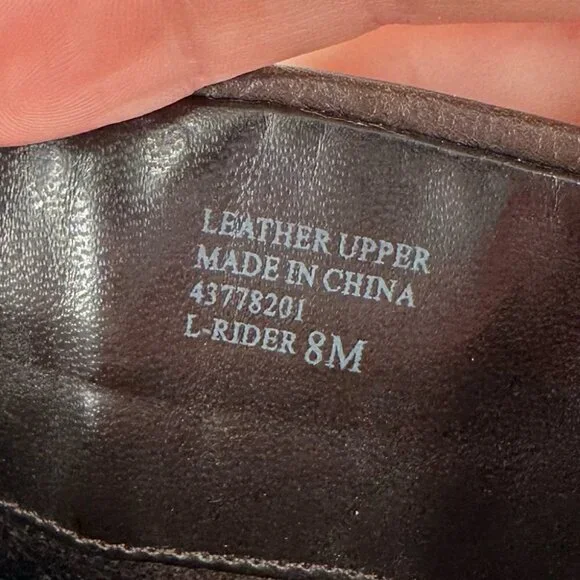 LEATHER UPPER
MADE IN CHINA
43778201
L-RIDER 8M